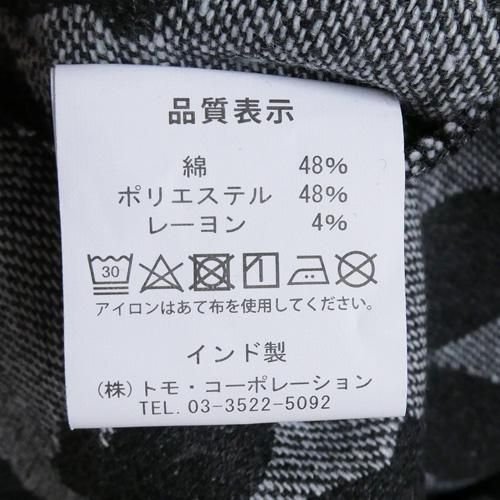 品質表示
綿 48%
ポリエステル 48%
レーヨン 4%
30
アイロンはあて布を使用してください。
インド製
(株)トモ・コーポレーション
TEL. 03-3522-5092